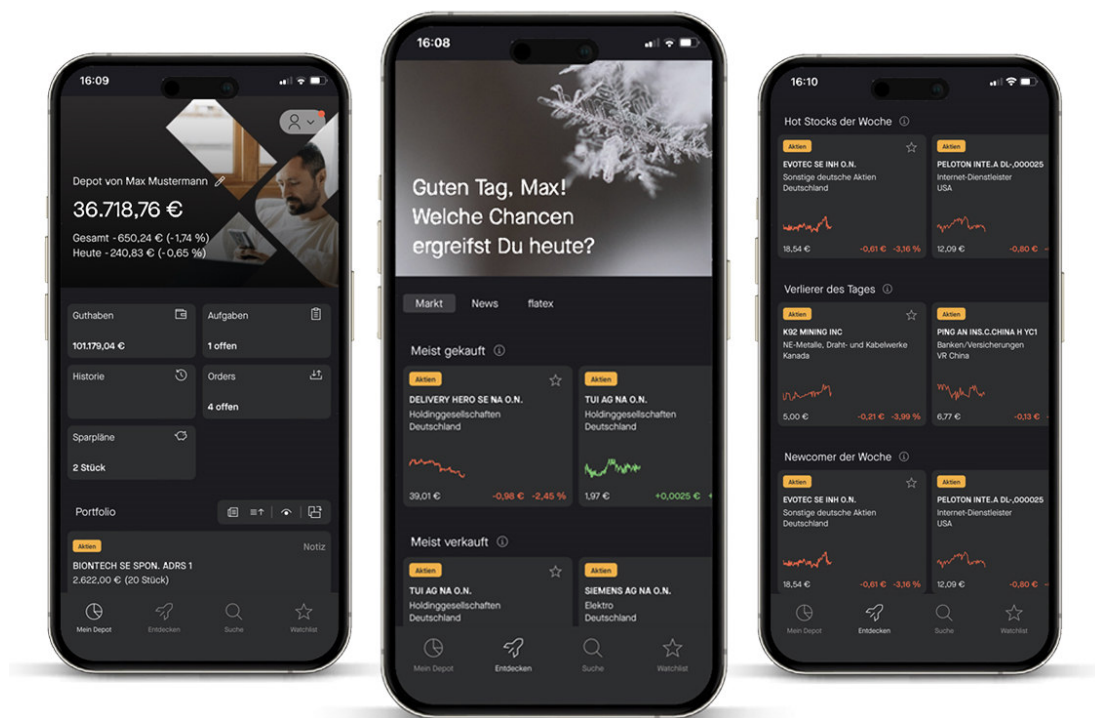 16:09
Depot von Max Mustermann
36.718,76 €
Gesamt -650,24 € (-1,74 %)
Heute -240,83 € (-0,65 %)
Guthaben
101.179,04 €
Aufgaben
1 offen
Historie
Orders
4 offen
Sparpläne
2 Stück
Portfolio
Aktien
Notiz
BIONTECH SE SPON. ADRS 1
2.622,00 € (20 Stück)
Mein Depot
Entdecken
Suche
Watchlist
16:08
Guten Tag, Max!
Welche Chancen
ergreifst Du heute?
Markt News flatex
Meist gekauft
Aktien
DELIVERY HERO SE NA O.N.
Holdinggesellschaften
Deutschland
39,01 € -0,98 € -2,45 %
Aktien
TUI AG NA O.N.
Holdinggesellschaften
Deutschland
1,97 € +0,0025 € +
Meist verkauft
Aktien
TUI AG NA O.N.
Holdinggesellschaften
Deutschland
Aktien
SIEMENS AG NA O.N.
Elektro
Deutschland
Mein Depot
Entdecken
Suche
Watchlist
16:10
Hot Stocks der Woche
Aktien
EVOTEC SE INH O.N.
Sonstige deutsche Aktien
Deutschland
18,54 € -0,61 € -3,16 %
Aktien
PELOTON INTE.A DL-,000025
Internet-Dienstleister
USA
12,09 € -0,80 € -
Verlierer des Tages
Aktien
K92 MINING INC
NE-Metalle, Draht- und Kabelwerke
Kanada
5,00 € -0,21 € -3,99 %
Aktien
PING AN INS.C.CHINA H YC1
Banken/Versicherungen
VR China
6,77 € -0,13 €
Newcomer der Woche
Aktien
EVOTEC SE INH O.N.
Sonstige deutsche Aktien
Deutschland
18,54 € -0,61 € -3,16 %
Aktien
PELOTON INTE.A DL-,000025
Internet-Dienstleister
USA
12,09 € -0,80 € -
Mein Depot
Entdecken
Suche
Watchlist